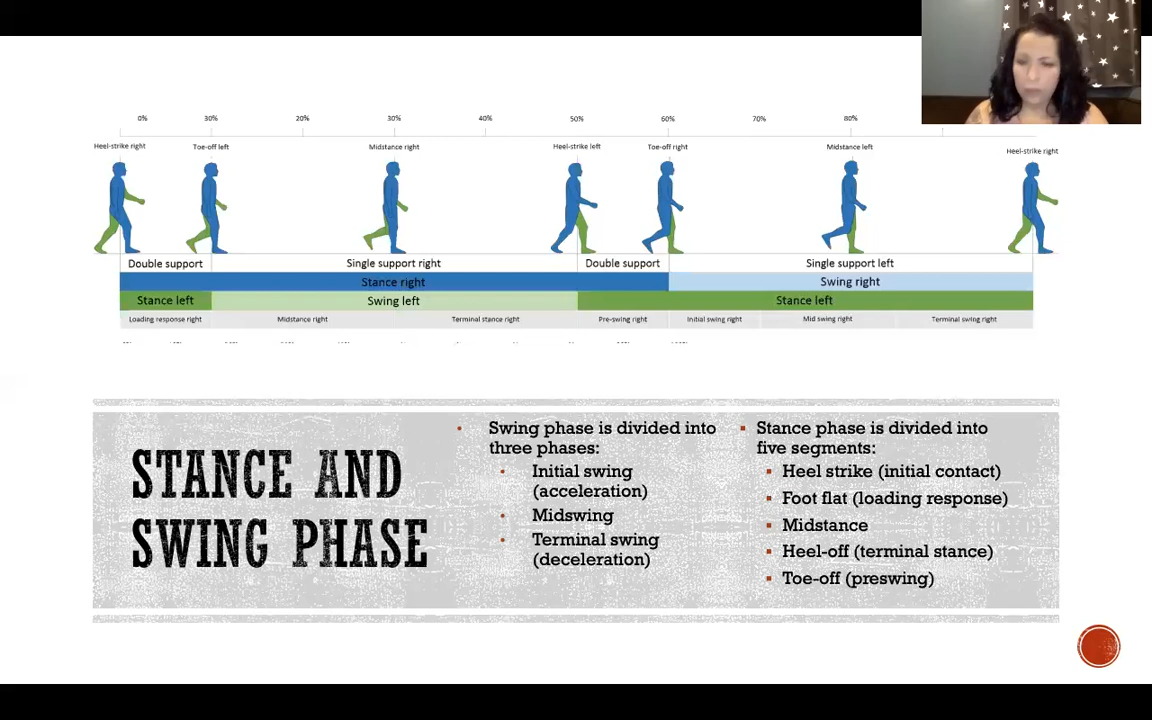 0% 30% 20% 30% 40% 50% 60% 70% 80%
Heel-strike right Toe-off left Midstance right Heel-strike left Toe-off right Midstance left Heel-strike right
Double support Single support right Double support Single support left
Stance right Swing right
Stance left Swing left Stance left
Loading response right Midstance right Terminal stance right Pre-swing right Initial swing right Mid swing right Terminal swing right
STANCE AND
SWING PHASE
Swing phase is divided into
three phases:
Initial swing
(acceleration)
Midswing
Terminal swing
(deceleration)
Stance phase is divided into
five segments:
Heel strike (initial contact)
Foot flat (loading response)
Midstance
Heel-off (terminal stance)
Toe-off (preswing)